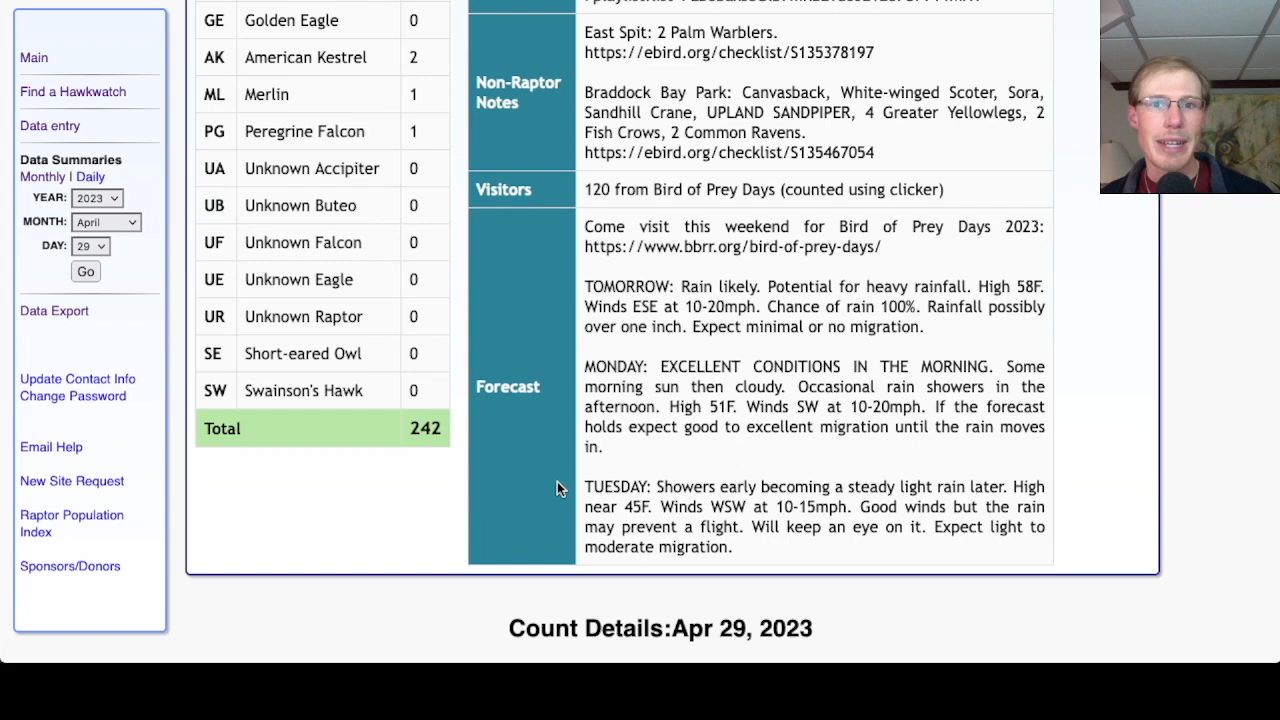 Main
Find a Hawkwatch
Data entry
Data Summaries
Monthly | Daily
YEAR: 2023
MONTH: April
DAY: 29
Go
Data Export
Update Contact Info
Change Password
Email Help
New Site Request
Raptor Population
Index
Sponsors/Donors
GE Golden Eagle 0
AK American Kestrel 2
ML Merlin 1
PG Peregrine Falcon 1
UA Unknown Accipiter 0
UB Unknown Buteo 0
UF Unknown Falcon 0
UE Unknown Eagle 0
UR Unknown Raptor 0
SE Short-eared Owl 0
SW Swainson's Hawk 0
Total 242
Non-Raptor
Notes
East Spit: 2 Palm Warblers.
https://ebird.org/checklist/S135378197
Braddock Bay Park: Canvasback, White-winged Scoter, Sora,
Sandhill Crane, UPLAND SANDPIPER, 4 Greater Yellowlegs, 2
Fish Crows, 2 Common Ravens.
https://ebird.org/checklist/S135467054
Visitors
120 from Bird of Prey Days (counted using clicker)
Forecast
Come visit this weekend for Bird of Prey Days 2023:
https://www.bbrr.org/bird-of-prey-days/
TOMORROW: Rain likely. Potential for heavy rainfall. High 58F.
Winds ESE at 10-20mph. Chance of rain 100%. Rainfall possibly
over one inch. Expect minimal or no migration.
MONDAY: EXCELLENT CONDITIONS IN THE MORNING. Some
morning sun then cloudy. Occasional rain showers in the
afternoon. High 51F. Winds SW at 10-20mph. If the forecast
holds expect good to excellent migration until the rain moves
in.
TUESDAY: Showers early becoming a steady light rain later. High
near 45F. Winds WSW at 10-15mph. Good winds but the rain
may prevent a flight. Will keep an eye on it. Expect light to
moderate migration.
Count Details:Apr 29, 2023